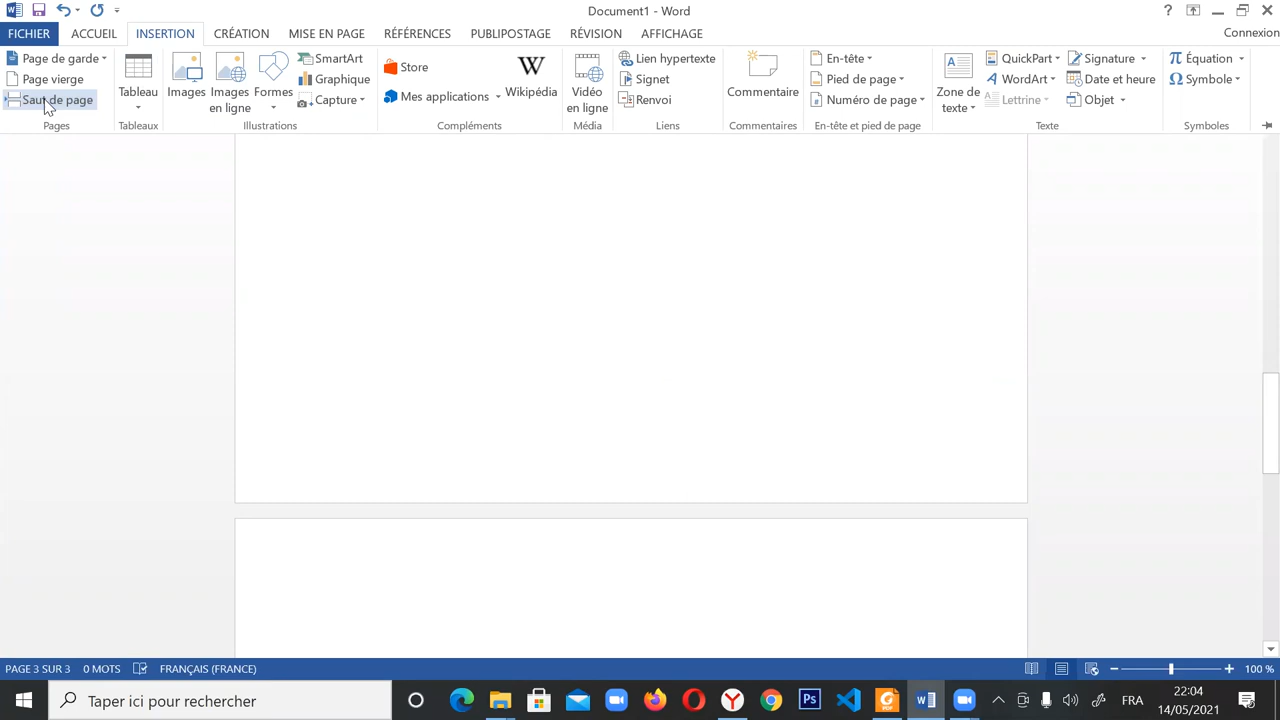 Document1 - Word
?
FICHIER ACCUEIL INSERTION CRÉATION MISE EN PAGE RÉFÉRENCES PUBLIPOSTAGE RÉVISION AFFICHAGE Connexion
Page de garde
Page vierge
Saut de page
Pages
Tableau
Tableaux
Images
Images
en ligne
Formes
SmartArt
Graphique
Capture
Illustrations
Store
Mes applications
W
Wikipédia
Compléments
Vidéo
en ligne
Média
Lien hypertexte
Signet
Renvoi
Liens
Commentaire
Commentaires
En-tête
Pied de page
Numéro de page
En-tête et pied de page
A
Zone de
texte
QuickPart
WordArt
Lettrine
Signature
Date et heure
Objet
Texte
π Équation
Ω Symbole
Symboles
PAGE 3 SUR 3 0 MOTS FRANÇAIS (FRANCE) 100 %
Taper ici pour rechercher
Ps
PDF
FRA
22:04
14/05/2021